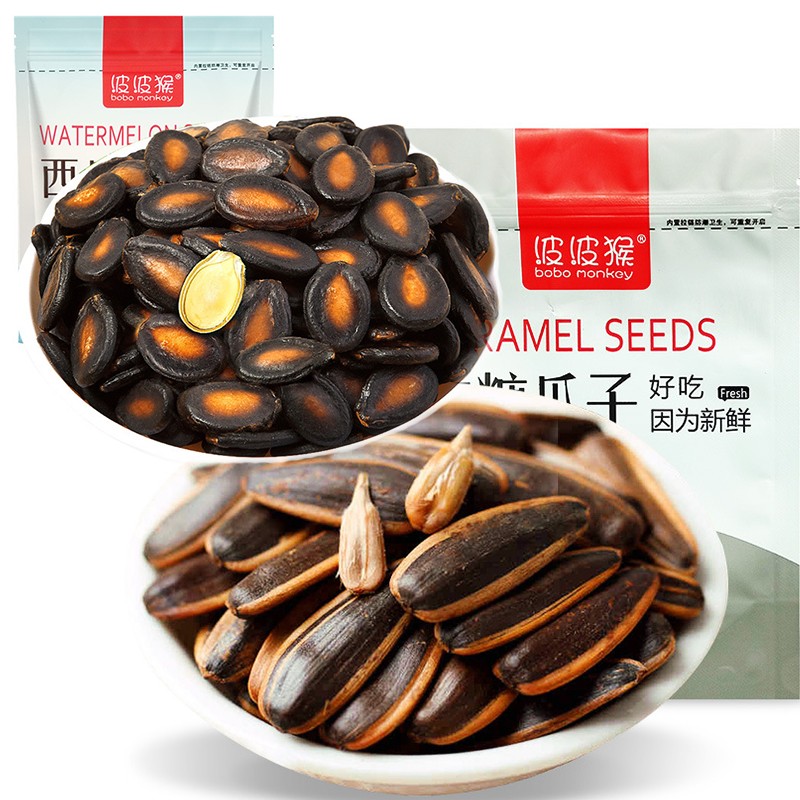 内置拉链防潮卫生，可重复开启
波波猴®
bobo monkey
WATERMELON
西
内置拉链防潮卫生，可重复开启
波波猴®
bobo monkey
RAMEL SEEDS
糖瓜子
好吃 Fresh
因为新鲜